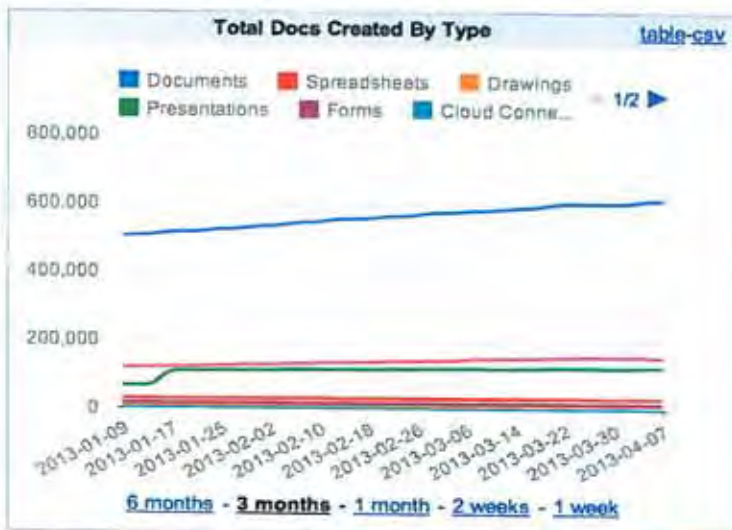 Total Docs Created By Type
table-csv
Documents Spreadsheets Drawings
Presentations Forms Cloud Conne...
1/2
800,000
600,000
400,000
200,000
0
2013-01-09 2013-01-17 2013-01-25 2013-02-02 2013-02-10 2013-02-18 2013-02-26 2013-03-06 2013-03-14 2013-03-22 2013-03-30 2013-04-07
6 months - 3 months - 1 month - 2 weeks - 1 week